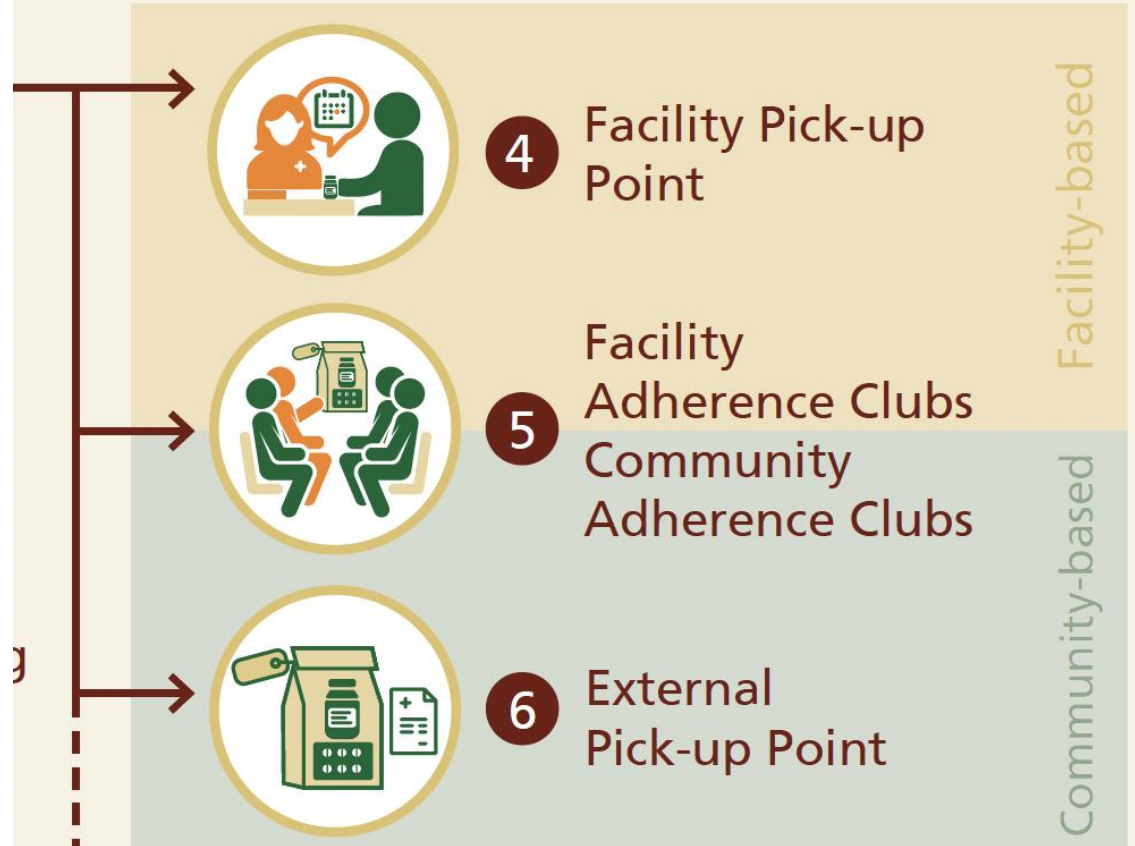 4
Facility Pick-up
Point
Facility-based
5
Facility
Adherence Clubs
Community
Adherence Clubs
g
6
External
Pick-up Point
Community-based